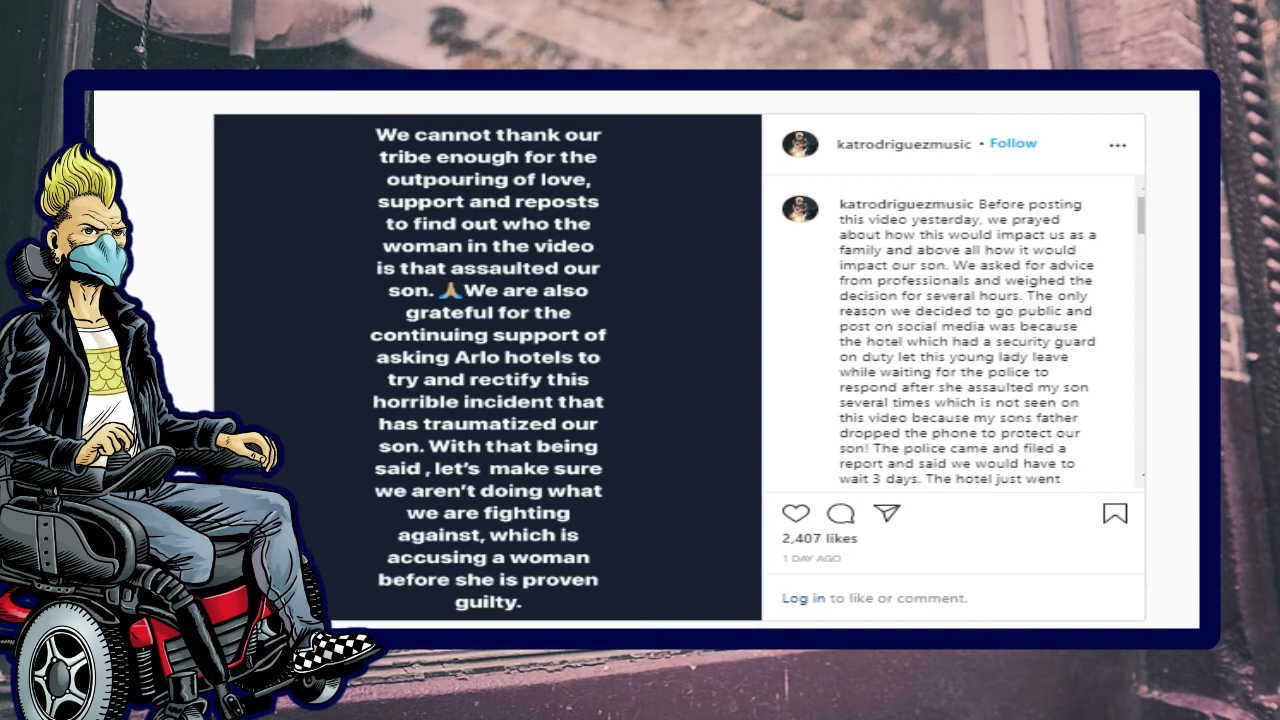 We cannot thank our
tribe enough for the
outpouring of love,
support and reposts
to find out who the
woman in the video
is that assaulted our
son. 🙏🏽We are also
grateful for the
continuing support of
asking Arlo hotels to
try and rectify this
horrible incident that
has traumatized our
son. With that being
said , let’s  make sure
we aren’t doing what
we are fighting
against, which is
accusing a woman
before she is proven
guilty.
katrodriguezmusic • Follow
katrodriguezmusic Before posting
this video yesterday, we prayed
about how this would impact us as a
family and above all how it would
impact our son. We asked for advice
from professionals and weighed the
decision for several hours. The only
reason we decided to go public and
post on social media was because
the hotel which had a security guard
on duty let this young lady leave
while waiting for the police to
respond after she assaulted my son
several times which is not seen on
this video because my sons father
dropped the phone to protect our
son! The police came and filed a
report and said we would have to
wait 3 days. The hotel just went
2,407 likes
1 DAY AGO
Log in to like or comment.